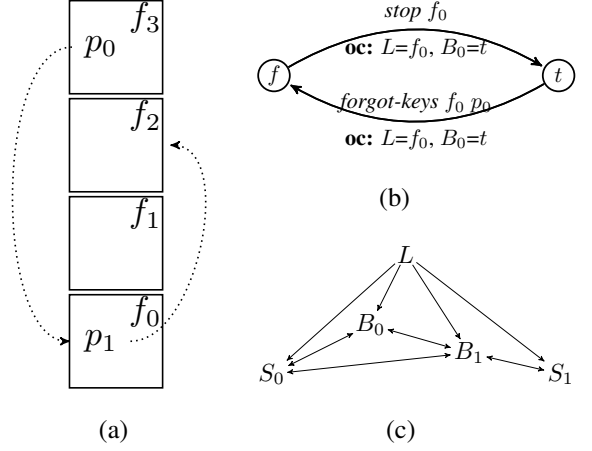 f₃
p₀
f₂
f₁
f₀
p₁
(a)
stop f₀
oc: L=f₀, B₀=t
f
t
forgot-keys f₀ p₀
oc: L=f₀, B₀=t
(b)
L
B₀
B₁
S₀
S₁
(c)